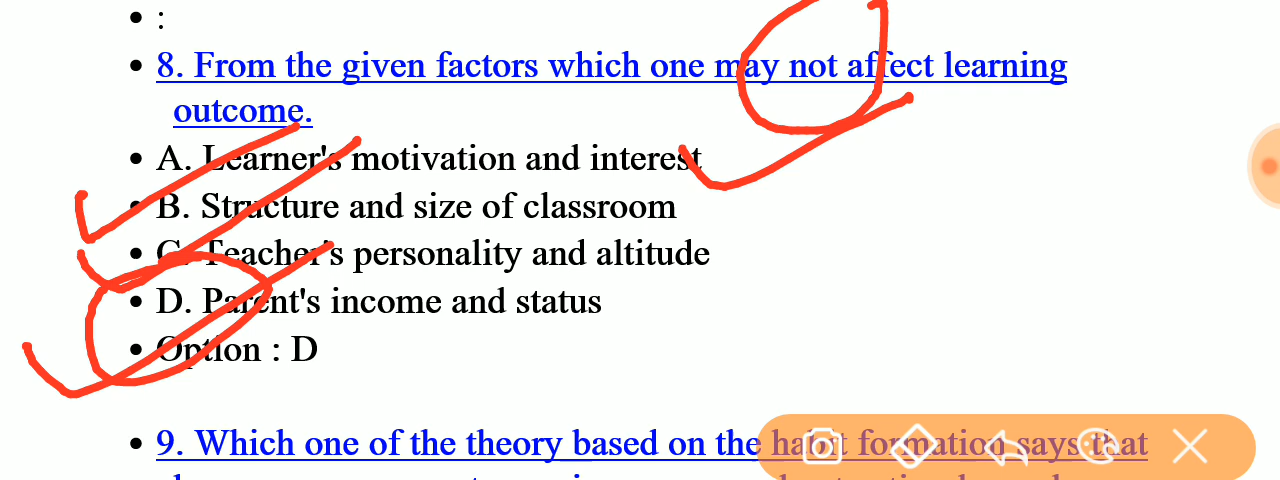 :
8. From the given factors which one may not affect learning
outcome.
A. Learner's motivation and interest
B. Structure and size of classroom
C. Teacher's personality and altitude
D. Parent's income and status
Option : D
9. Which one of the theory based on the habit formation says that